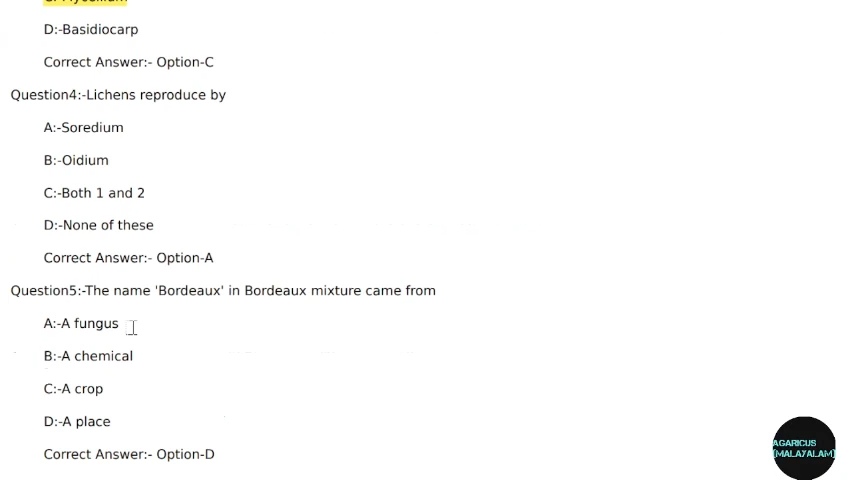 C:-Mycelium
D:-Basidiocarp
Correct Answer:- Option-C
Question4:-Lichens reproduce by
A:-Soredium
B:-Oidium
C:-Both 1 and 2
D:-None of these
Correct Answer:- Option-A
Question5:-The name 'Bordeaux' in Bordeaux mixture came from
A:-A fungus
B:-A chemical
C:-A crop
D:-A place
Correct Answer:- Option-D
AGARICUS
[MALAYALAM]